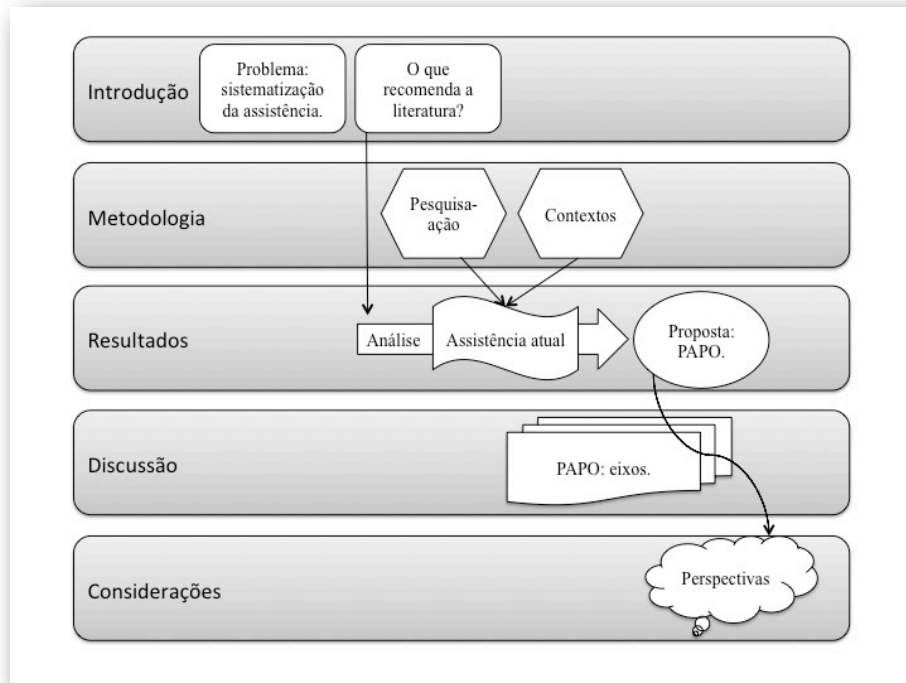 Introdução
Problema:
sistematização
da assistência.
O que
recomenda a
literatura?
Metodologia
Pesquisa-
ação
Contextos
Resultados
Análise
Assistência atual
Proposta:
PAPO.
Discussão
PAPO: eixos.
Considerações
Perspectivas